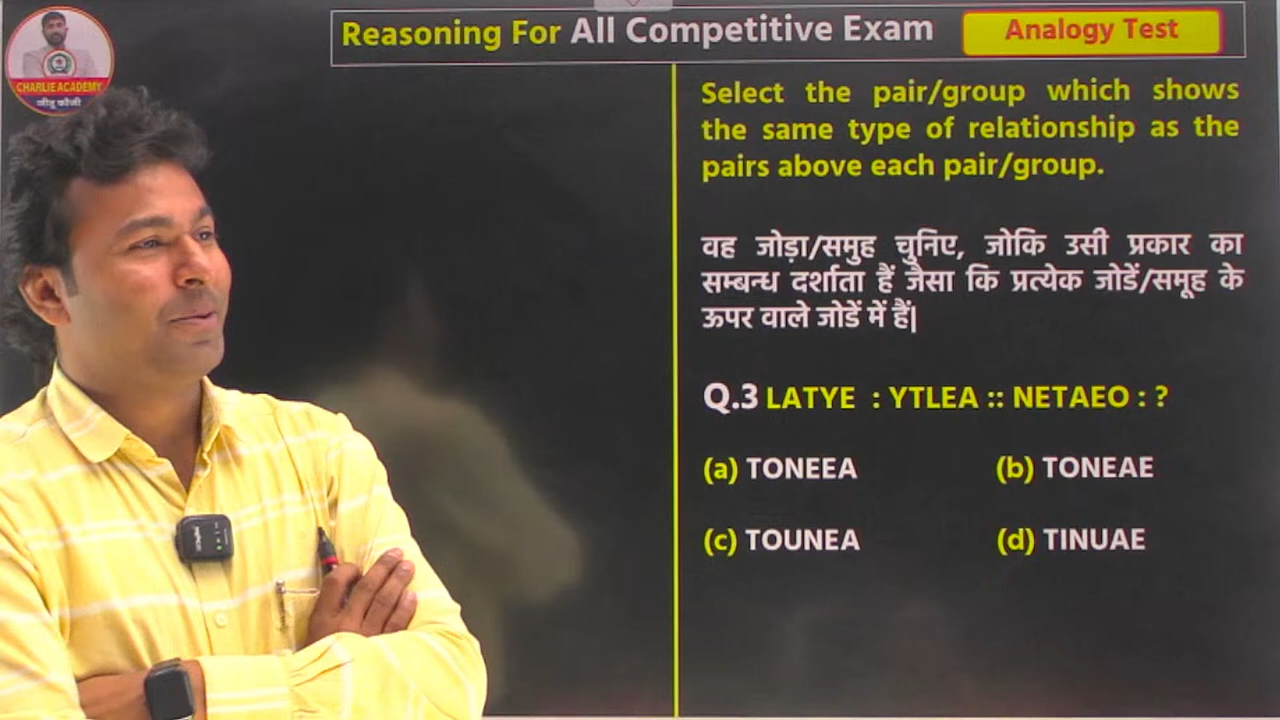 CHARLIE ACADEMY
जीतू फौजी
Reasoning For All Competitive Exam
Analogy Test
Select the pair/group which shows
the same type of relationship as the
pairs above each pair/group.
वह जोड़ा/समुह चुनिए, जोकि उसी प्रकार का
सम्बन्ध दर्शाता हैं जैसा कि प्रत्येक जोडें/समूह के
ऊपर वाले जोडें में हैं|
Q.3 LATYE : YTLEA :: NETAEO : ?
(a) TONEEA (b) TONEAE
(c) TOUNEA (d) TINUAE